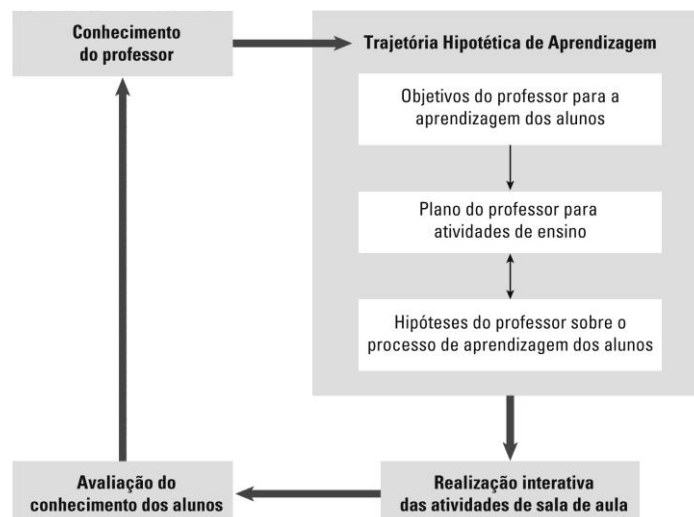 Conhecimento
do professor
Trajetória Hipotética de Aprendizagem
Objetivos do professor para a
aprendizagem dos alunos
Plano do professor para
atividades de ensino
Hipóteses do professor sobre o
processo de aprendizagem dos alunos
Avaliação do
conhecimento dos alunos
Realização interativa
das atividades de sala de aula